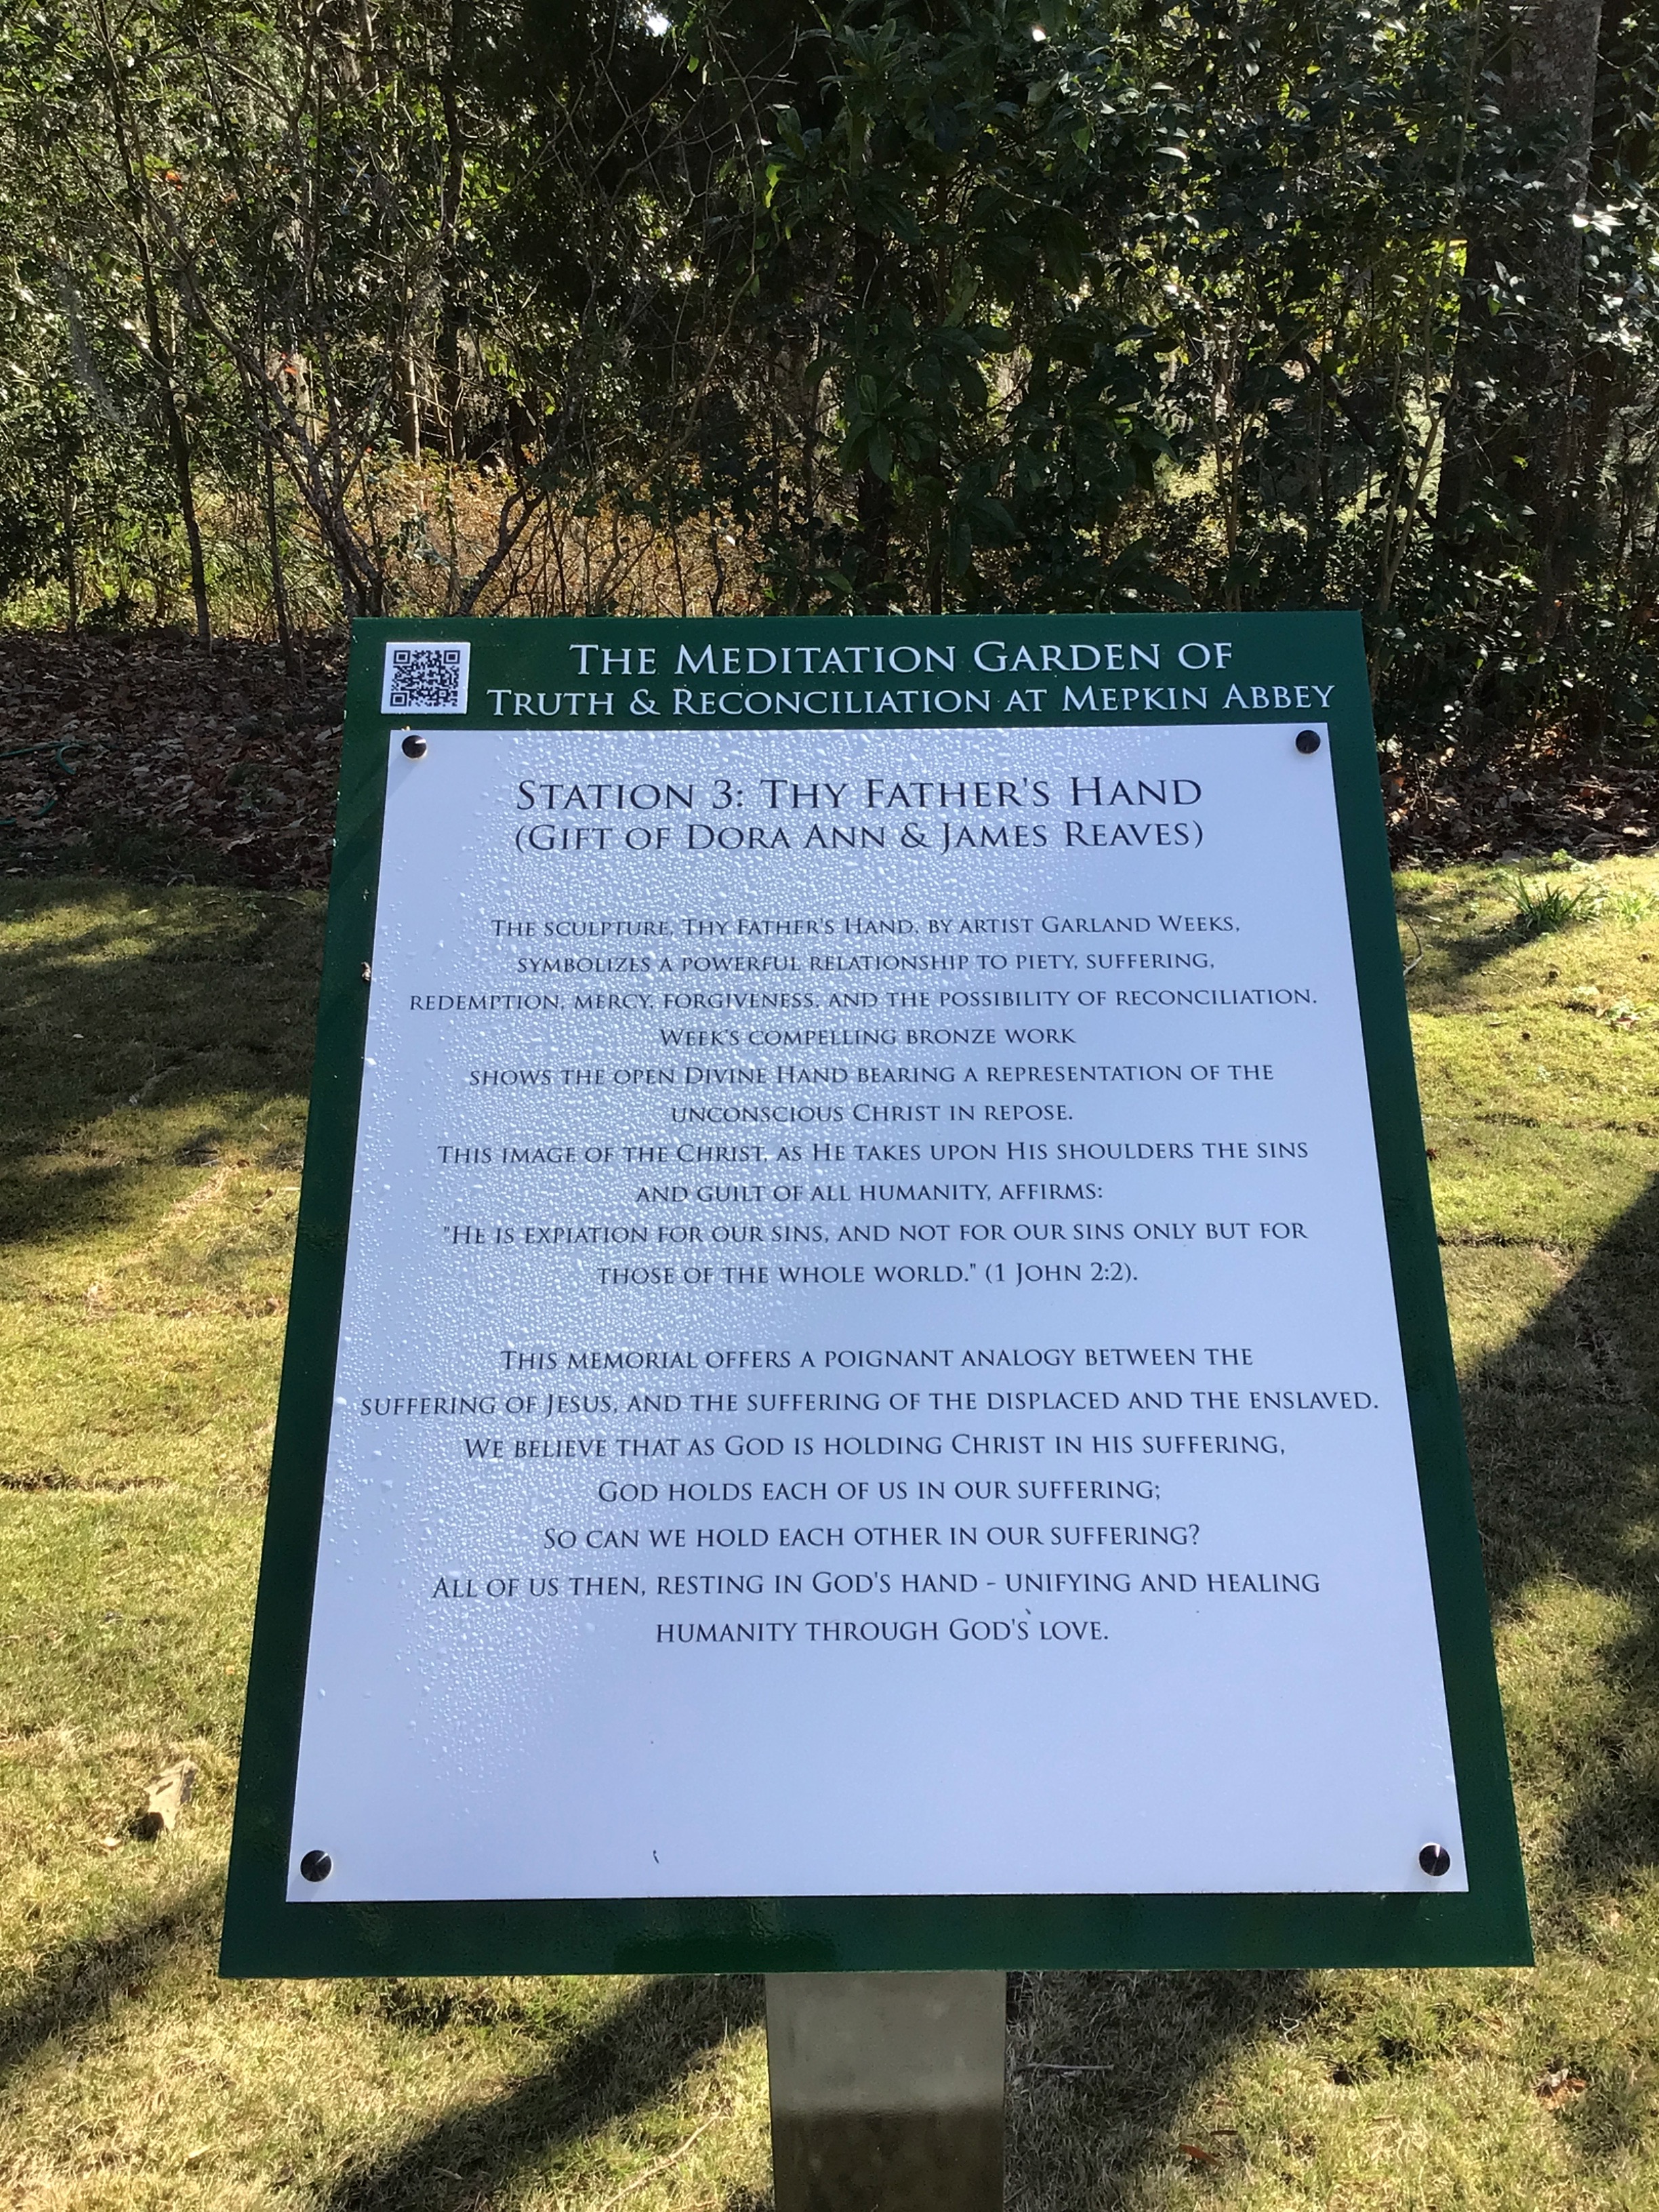 The Meditation Garden of
Truth & Reconciliation at Mepkin Abbey
Station 3: Thy Father's Hand
(Gift of Dora Ann & James Reaves)
The sculpture, Thy Father's Hand, by artist Garland Weeks,
symbolizes a powerful relationship to piety, suffering,
redemption, mercy, forgiveness, and the possibility of reconciliation.
Week's compelling bronze work
shows the open Divine Hand bearing a representation of the
unconscious Christ in repose.
This image of the Christ, as He takes upon His shoulders the sins
and guilt of all humanity, affirms:
"He is expiation for our sins, and not for our sins only but for
those of the whole world." (1 John 2:2).
This memorial offers a poignant analogy between the
suffering of Jesus, and the suffering of the displaced and the enslaved.
We believe that as God is holding Christ in his suffering,
God holds each of us in our suffering;
So can we hold each other in our suffering?
All of us then, resting in God's hand - unifying and healing
humanity through God's love.